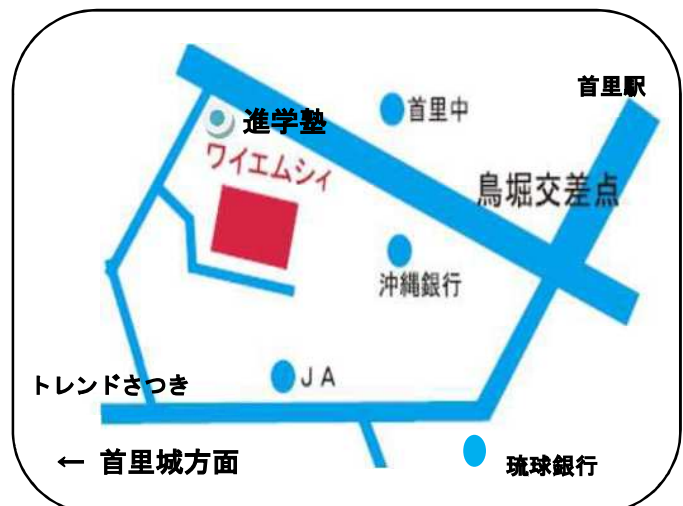 首里駅
首里中
進学塾
ワイエムシィ
鳥堀交差点
沖縄銀行
トレンドさつき
ＪＡ
← 首里城方面
琉球銀行